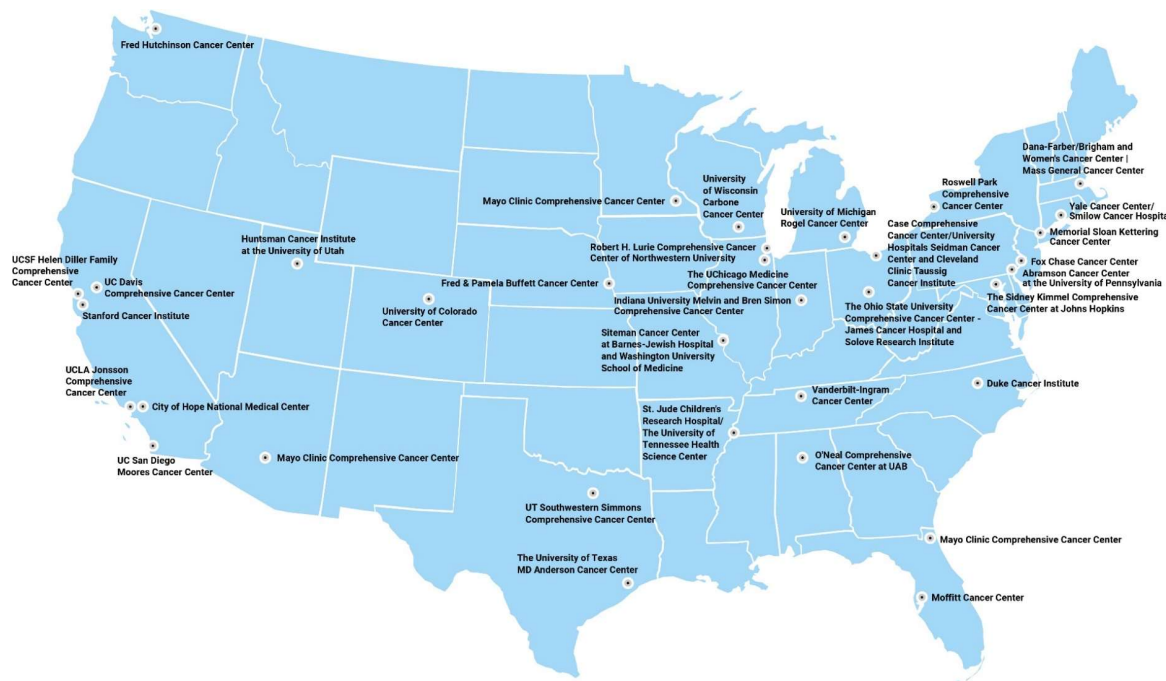 Fred Hutchinson Cancer Center
Dana-Farber/Brigham and
Women's Cancer Center |
Mass General Cancer Center
Roswell Park
Comprehensive
Cancer Center
University
of Wisconsin
Carbone
Cancer Center
Mayo Clinic Comprehensive Cancer Center
University of Michigan
Rogel Cancer Center
Yale Cancer Center/
Smilow Cancer Hospital
Case Comprehensive
Cancer Center/University
Hospitals Seidman Cancer
Center and Cleveland
Clinic Taussig
Cancer Institute
Memorial Sloan Kettering
Cancer Center
Huntsman Cancer Institute
at the University of Utah
Robert H. Lurie Comprehensive Cancer
Center of Northwestern University
UCSF Helen Diller Family
Comprehensive
Cancer Center
Fox Chase Cancer Center
Abramson Cancer Center
at the University of Pennsylvania
The UChicago Medicine
Comprehensive Cancer Center
UC Davis
Comprehensive Cancer Center
Fred & Pamela Buffett Cancer Center
The Sidney Kimmel Comprehensive
Cancer Center at Johns Hopkins
Indiana University Melvin and Bren Simon
Comprehensive Cancer Center
Stanford Cancer Institute
University of Colorado
Cancer Center
The Ohio State University
Comprehensive Cancer Center -
James Cancer Hospital and
Solove Research Institute
Siteman Cancer Center
at Barnes-Jewish Hospital
and Washington University
School of Medicine
UCLA Jonsson
Comprehensive
Cancer Center
Duke Cancer Institute
Vanderbilt-Ingram
Cancer Center
City of Hope National Medical Center
St. Jude Children's
Research Hospital/
The University of
Tennessee Health
Science Center
UC San Diego
Moores Cancer Center
Mayo Clinic Comprehensive Cancer Center
O'Neal Comprehensive
Cancer Center at UAB
UT Southwestern Simmons
Comprehensive Cancer Center
Mayo Clinic Comprehensive Cancer Center
The University of Texas
MD Anderson Cancer Center
Moffitt Cancer Center